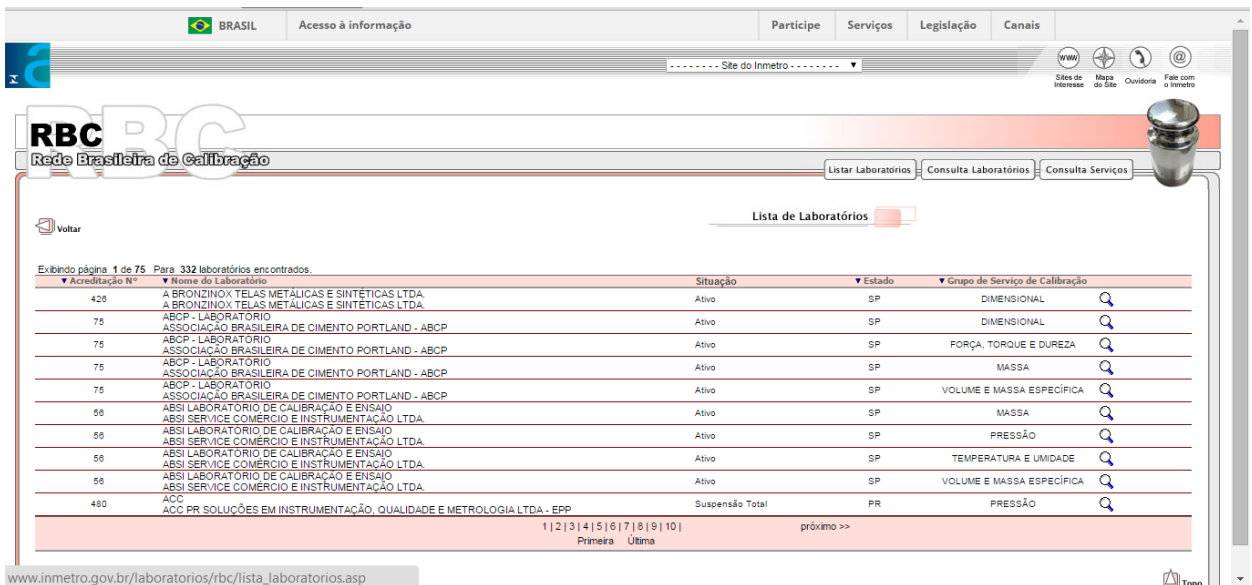 BRASIL Acesso à informação Participe Serviços Legislação Canais
- - - - - - - - Site do Inmetro - - - - - - - - ▼
www @
Sites de Interesse Mapa do Site Ouvidoria Fale com o Inmetro
RBC
Rede Brasileira de Calibração
Listar Laboratórios Consulta Laboratórios Consulta Serviços
Lista de Laboratórios
Voltar
Exibindo página 1 de 75 Para 332 laboratórios encontrados.
▼ Acreditação Nº ▼ Nome do Laboratório Situação ▼ Estado ▼ Grupo de Serviço de Calibração
426 A BRONZINOX TELAS METÁLICAS E SINTÉTICAS LTDA. Ativo SP DIMENSIONAL
A BRONZINOX TELAS METÁLICAS E SINTÉTICAS LTDA.
75 ABCP - LABORATÓRIO Ativo SP DIMENSIONAL
ASSOCIAÇÃO BRASILEIRA DE CIMENTO PORTLAND - ABCP
75 ABCP - LABORATÓRIO Ativo SP FORÇA, TORQUE E DUREZA
ASSOCIAÇÃO BRASILEIRA DE CIMENTO PORTLAND - ABCP
75 ABCP - LABORATÓRIO Ativo SP MASSA
ASSOCIAÇÃO BRASILEIRA DE CIMENTO PORTLAND - ABCP
75 ABCP - LABORATÓRIO Ativo SP VOLUME E MASSA ESPECÍFICA
ASSOCIAÇÃO BRASILEIRA DE CIMENTO PORTLAND - ABCP
56 ABSI LABORATÓRIO DE CALIBRAÇÃO E ENSAIO Ativo SP MASSA
ABSI SERVICE COMÉRCIO E INSTRUMENTAÇÃO LTDA.
56 ABSI LABORATÓRIO DE CALIBRAÇÃO E ENSAIO Ativo SP PRESSÃO
ABSI SERVICE COMÉRCIO E INSTRUMENTAÇÃO LTDA.
56 ABSI LABORATÓRIO DE CALIBRAÇÃO E ENSAIO Ativo SP TEMPERATURA E UMIDADE
ABSI SERVICE COMÉRCIO E INSTRUMENTAÇÃO LTDA.
56 ABSI LABORATÓRIO DE CALIBRAÇÃO E ENSAIO Ativo SP VOLUME E MASSA ESPECÍFICA
ABSI SERVICE COMÉRCIO E INSTRUMENTAÇÃO LTDA.
480 ACC Suspensão Total PR PRESSÃO
ACC PR SOLUÇÕES EM INSTRUMENTAÇÃO, QUALIDADE E METROLOGIA LTDA - EPP
1 | 2 | 3 | 4 | 5 | 6 | 7 | 8 | 9 | 10 | próximo >>
Primeira Última
www.inmetro.gov.br/laboratorios/rbc/lista_laboratorios.asp
Topo